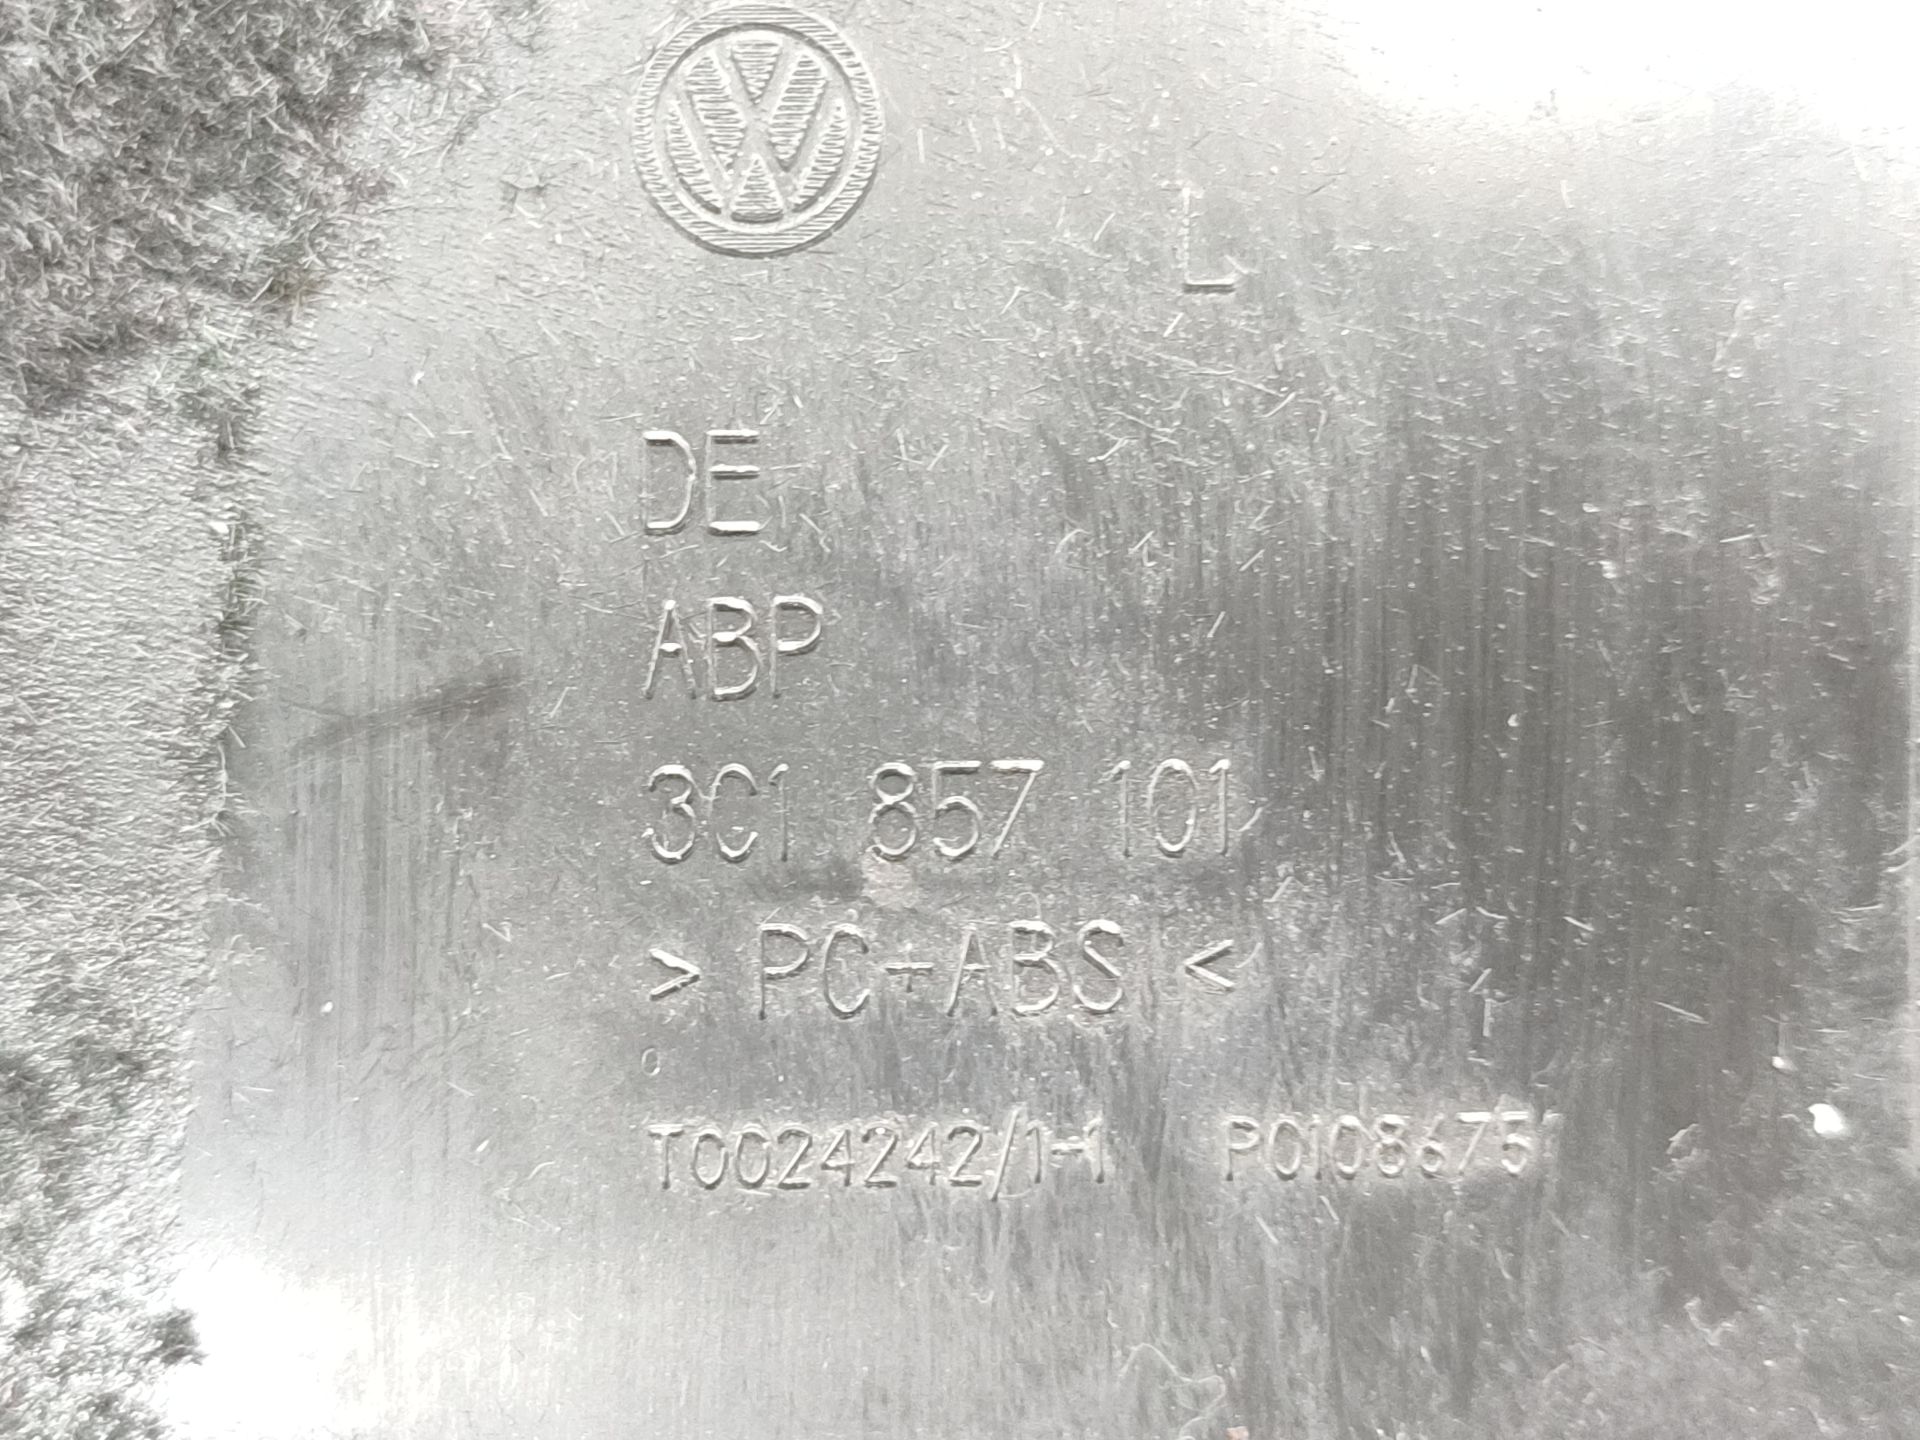 L
DE
ABP
3C1 857 101
> PC-ABS <
T0024242/1-1 P0108675